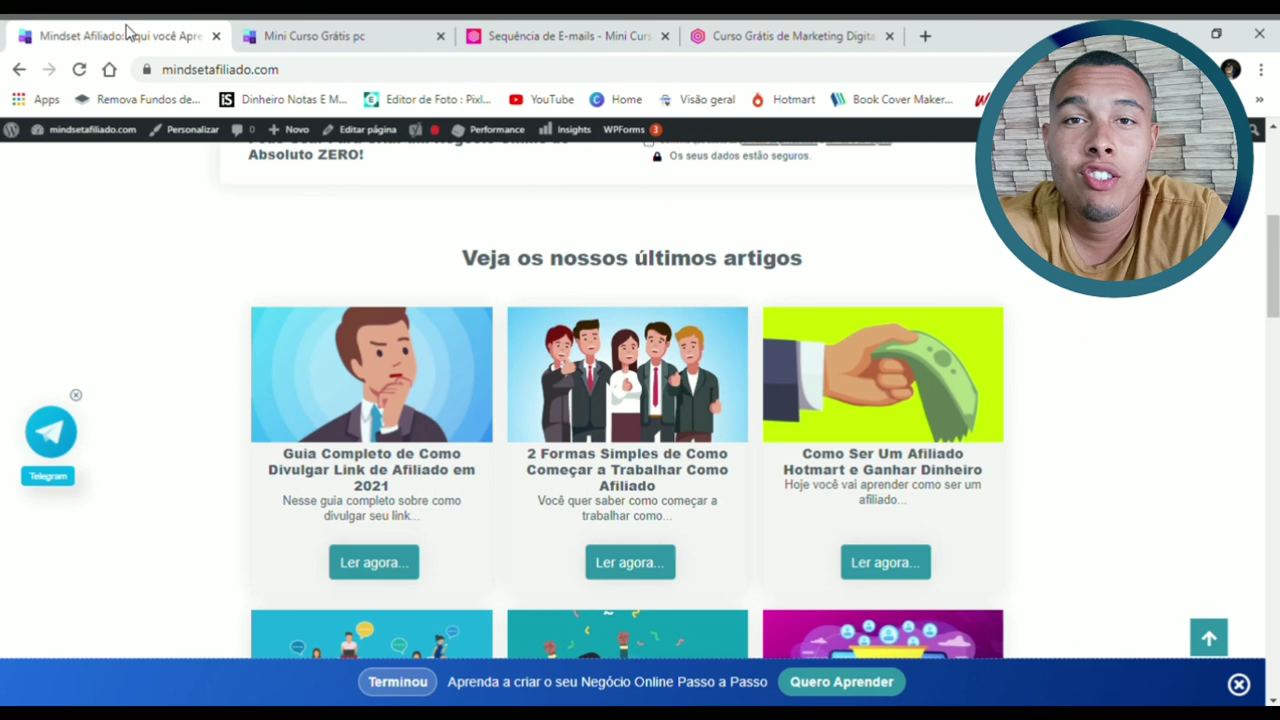 Mindset Afiliado: Aqui você Apre
Mini Curso Grátis pc
Sequência de E-mails - Mini Curs
Curso Grátis de Marketing Digita
mindsetafiliado.com
Apps
Remova Fundos de...
Dinheiro Notas E M...
Editor de Foto : Pixl...
YouTube
Home
Visão geral
Hotmart
Book Cover Maker...
mindsetafiliado.com
Personalizar
0
Novo
Editar página
Performance
Insights
WPForms 3
Absoluto ZERO!
Os seus dados estão seguros.
Veja os nossos últimos artigos
Guia Completo de Como
Divulgar Link de Afiliado em
2021
Nesse guia completo sobre como
divulgar seu link...
Ler agora...
2 Formas Simples de Como
Começar a Trabalhar Como
Afiliado
Você quer saber como começar a
trabalhar como...
Ler agora...
Como Ser Um Afiliado
Hotmart e Ganhar Dinheiro
Hoje você vai aprender como ser um
afiliado...
Ler agora...
Telegram
Terminou
Aprenda a criar o seu Negócio Online Passo a Passo
Quero Aprender